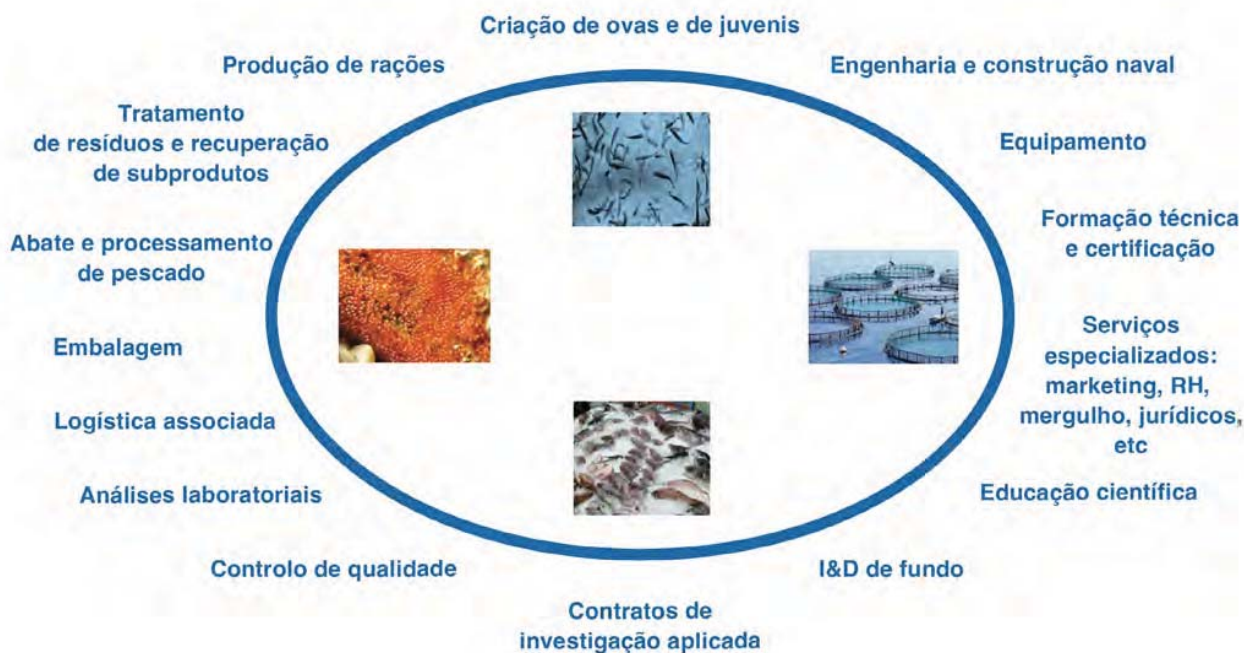 Criação de ovas e de juvenis
Produção de rações
Engenharia e construção naval
Tratamento
de resíduos e recuperação
de subprodutos
Equipamento
Abate e processamento
de pescado
Formação técnica
e certificação
Embalagem
Serviços
especializados:
marketing, RH,
mergulho, jurídicos,
etc
Logística associada
Análises laboratoriais
Educação científica
Controlo de qualidade
I&D de fundo
Contratos de
investigação aplicada